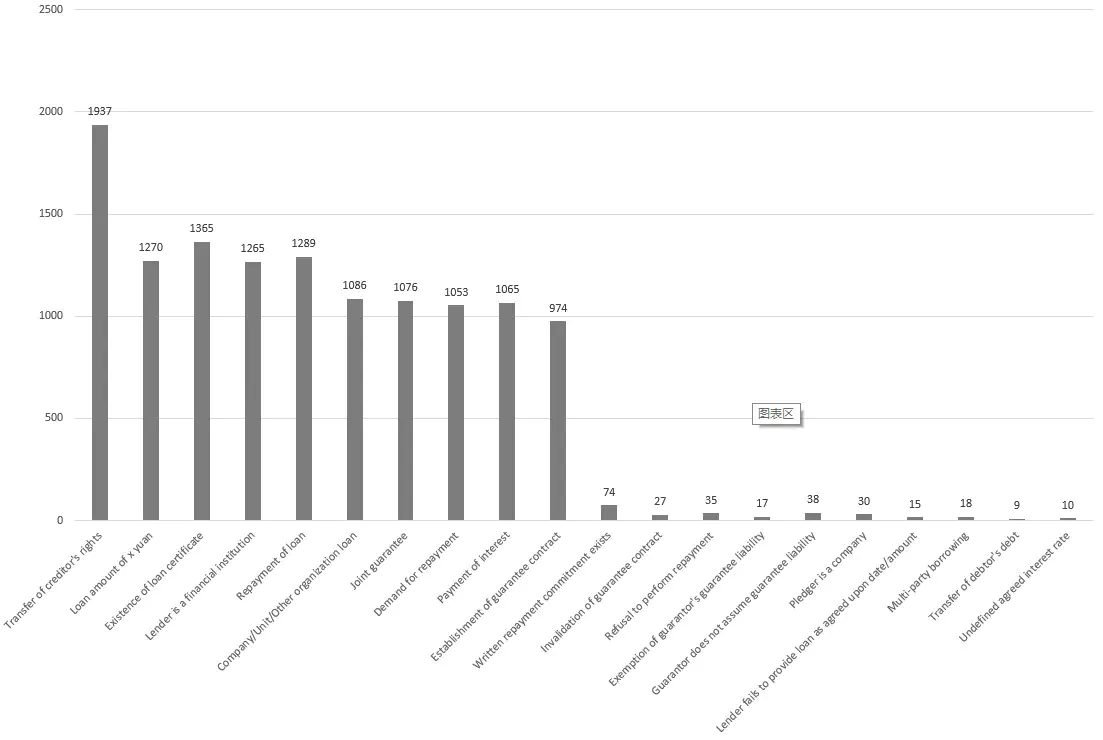 2500
2000
1500
1000
500
0
1937
1270
1365
1265
1289
1086
1076
1053
1065
974
74
27
35
17
38
30
15
18
9
10
图表区
Transfer of creditor's rights
Loan amount of x yuan
Existence of loan certificate
Lender is a financial institution
Repayment of loan
Company/Unit/Other organization loan
Joint guarantee
Demand for repayment
Payment of interest
Establishment of guarantee contract
Written repayment commitment exists
Invalidation of guarantee contract
Refusal to perform repayment
Exemption of guarantor's guarantee liability
Guarantor does not assume guarantee liability
Pledger is a company
Lender fails to provide loan as agreed upon date/amount
Multi-party borrowing
Transfer of debtor's debt
Undefined agreed interest rate